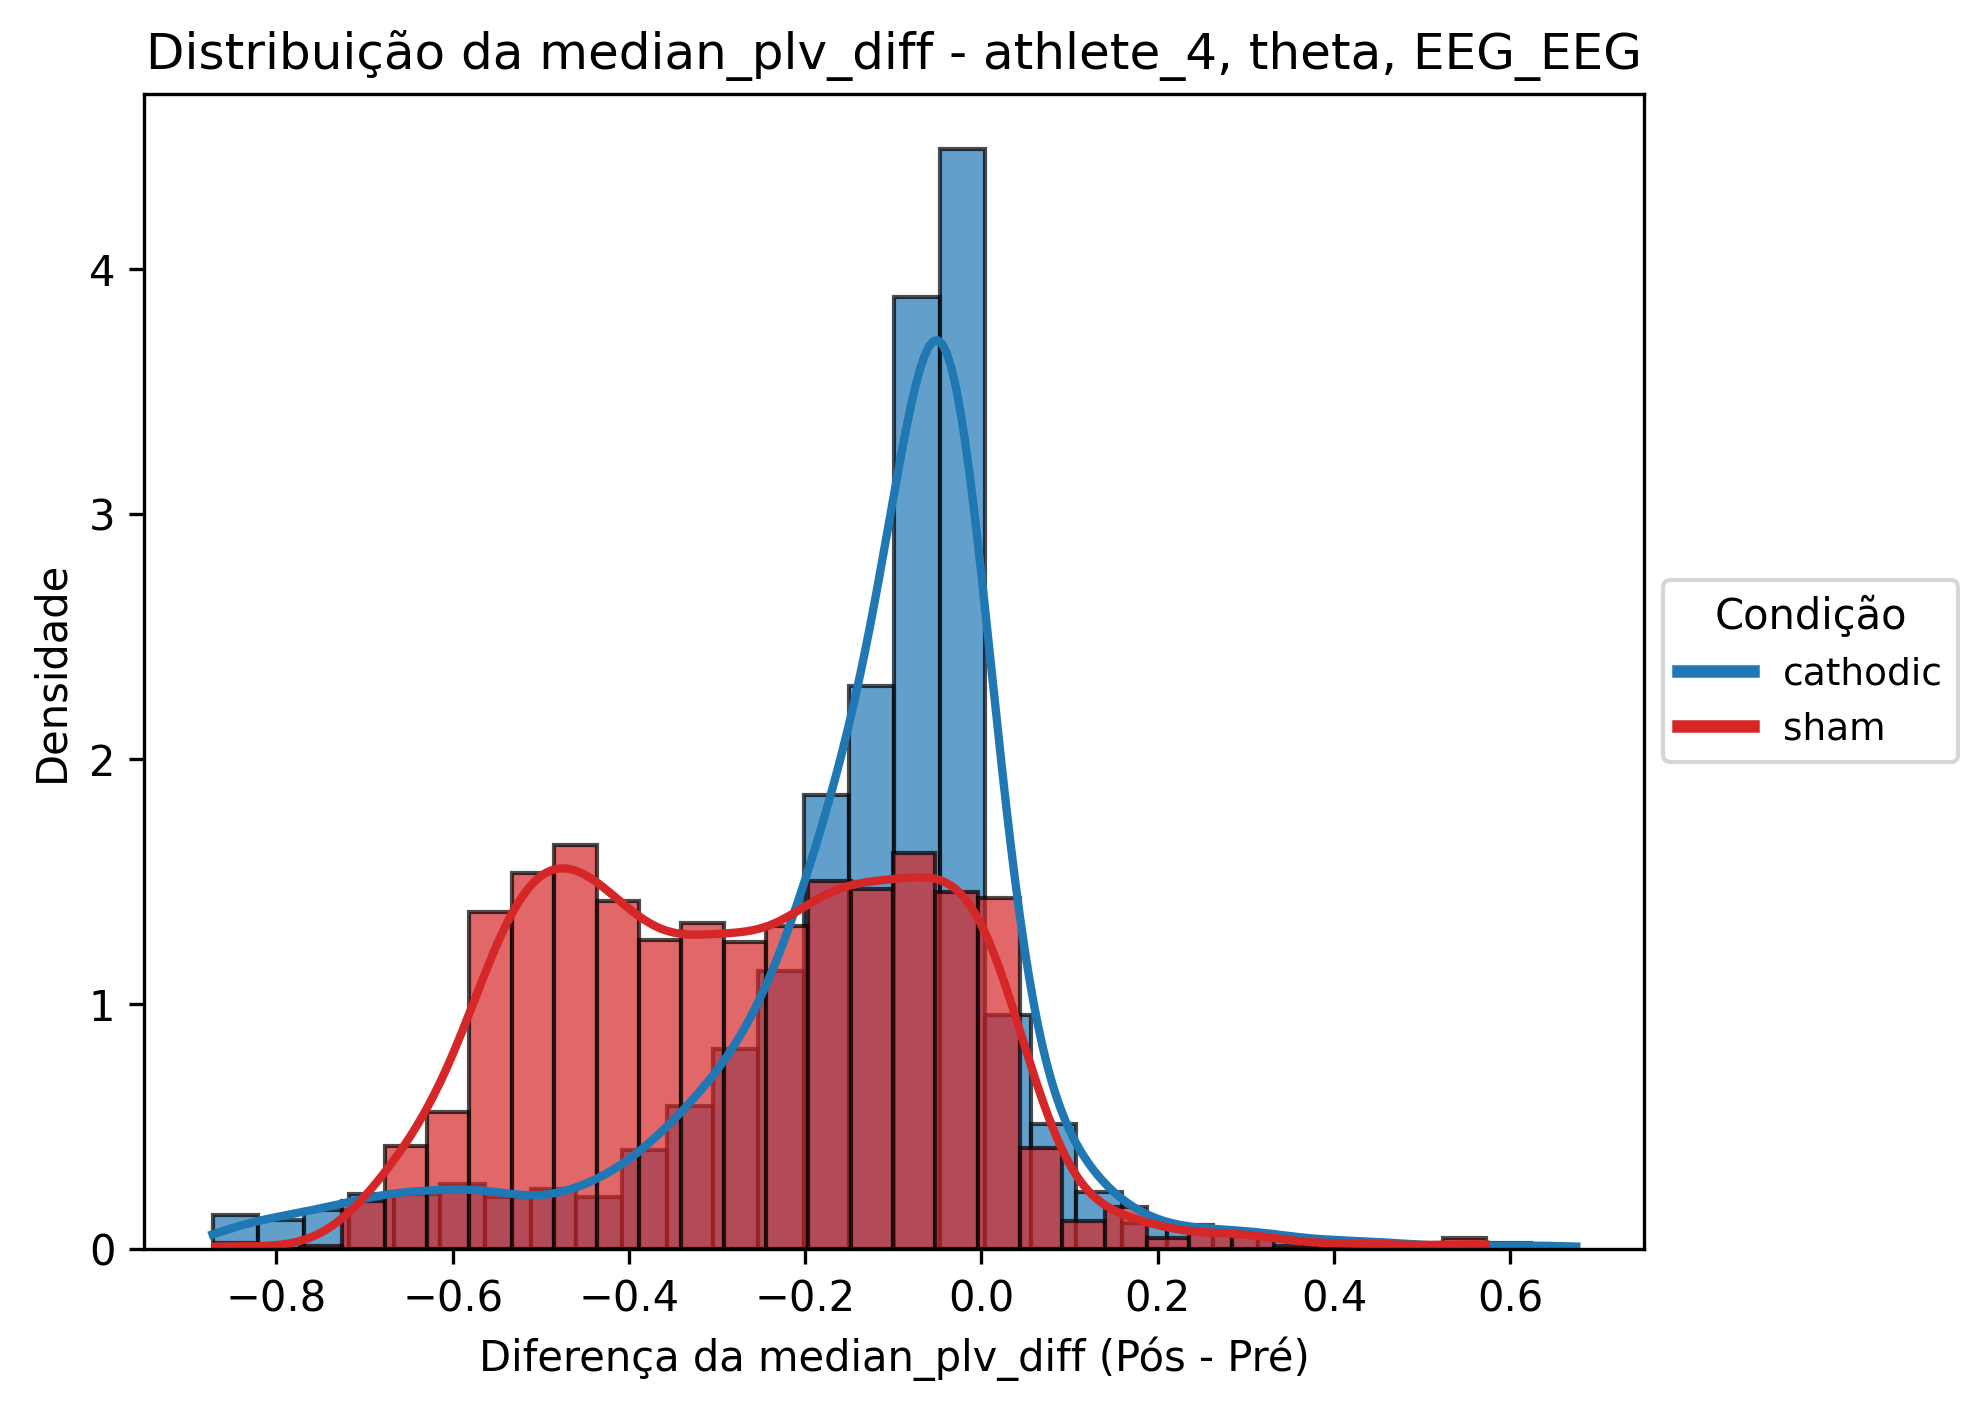 Distribuição da median_plv_diff - athlete_4, theta, EEG_EEG
Densidade
4
3
2
1
0
−0.8 −0.6 −0.4 −0.2 0.0 0.2 0.4 0.6
Diferença da median_plv_diff (Pós - Pré)
Condição
cathodic
sham